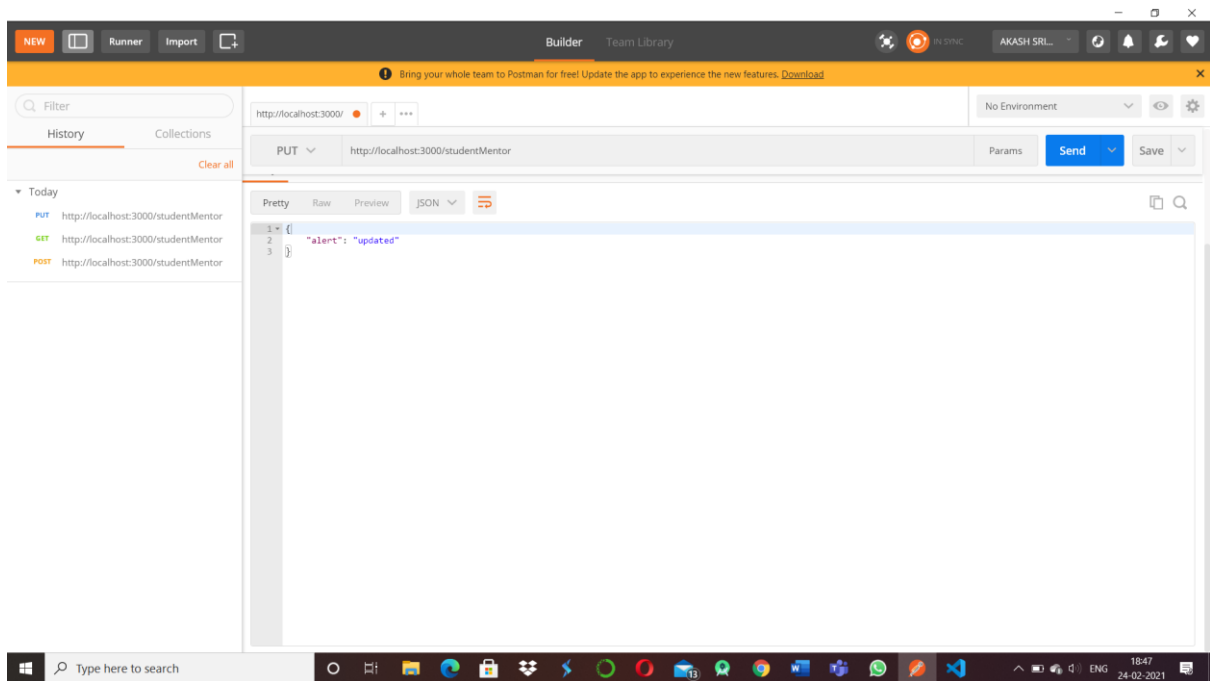 NEW Runner Import Builder Team Library IN SYNC AKASH SRI...
Bring your whole team to Postman for free! Update the app to experience the new features. Download
Filter
History Collections
Clear all
Today
PUT http://localhost:3000/studentMentor
GET http://localhost:3000/studentMentor
POST http://localhost:3000/studentMentor
http://localhost:3000/ + ••• No Environment
PUT http://localhost:3000/studentMentor Params Send Save
Pretty Raw Preview JSON
1 {
2 "alert": "updated"
3 }
Type here to search 13 ENG 18:47
24-02-2021